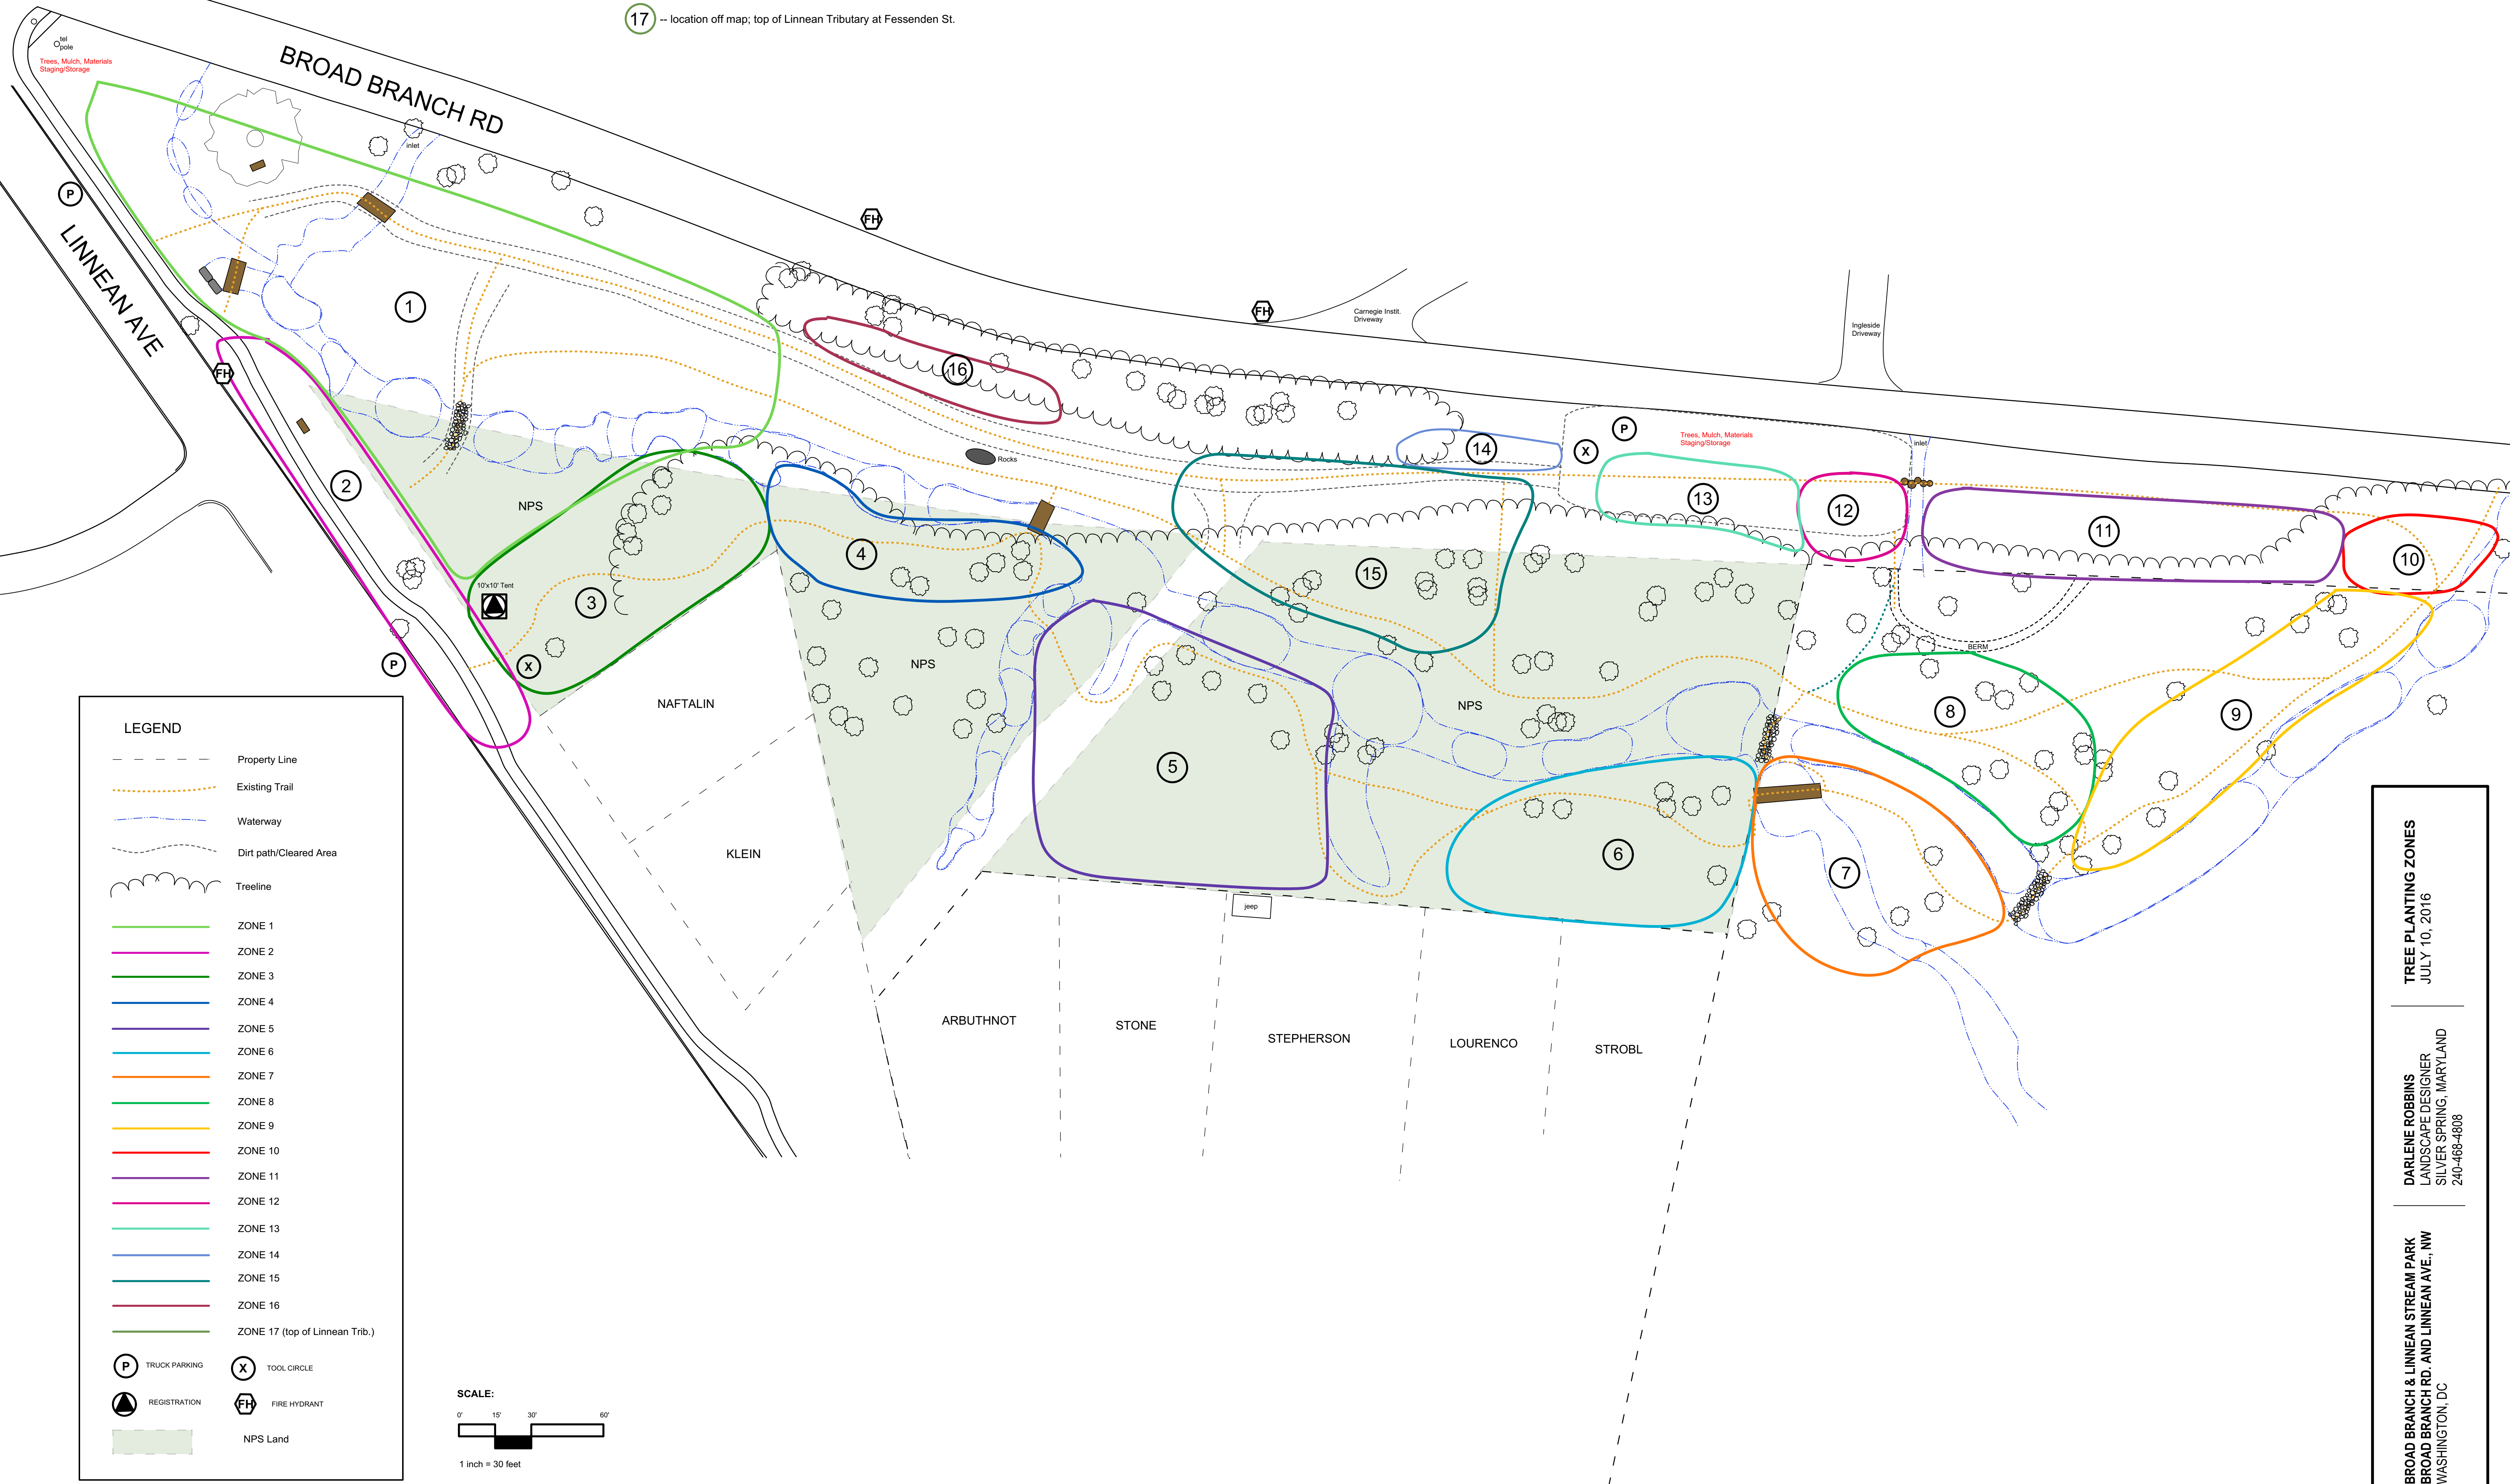 17 -- location off map; top of Linnean Tributary at Fessenden St.
tel
pole
Trees, Mulch, Materials
Staging/Storage
BROAD BRANCH RD
inlet
P
LINNEAN AVE
FH
FH
FH
1
Carnegie Instit.
Driveway
Ingleside
Driveway
16
14
X
P
Trees, Mulch, Materials
Staging/Storage
inlet
Rocks
2
NPS
13
12
11
10
4
15
10'x10' Tent
3
P
X
BERM
NPS
NAFTALIN
NPS
8
9
5
KLEIN
6
7
jeep
ARBUTHNOT
STONE
STEPHERSON
LOURENCO
STROBL
LEGEND
Property Line
Existing Trail
Waterway
Dirt path/Cleared Area
Treeline
ZONE 1
ZONE 2
ZONE 3
ZONE 4
ZONE 5
ZONE 6
ZONE 7
ZONE 8
ZONE 9
ZONE 10
ZONE 11
ZONE 12
ZONE 13
ZONE 14
ZONE 15
ZONE 16
ZONE 17 (top of Linnean Trib.)
P TRUCK PARKING
X TOOL CIRCLE
REGISTRATION
FH FIRE HYDRANT
NPS Land
SCALE:
0' 15' 30' 60'
1 inch = 30 feet
TREE PLANTING ZONES
JULY 10, 2016
DARLENE ROBBINS
LANDSCAPE DESIGNER
SILVER SPRING, MARYLAND
240-468-4808
BROAD BRANCH & LINNEAN STREAM PARK
BROAD BRANCH RD. AND LINNEAN AVE., NW
WASHINGTON, DC